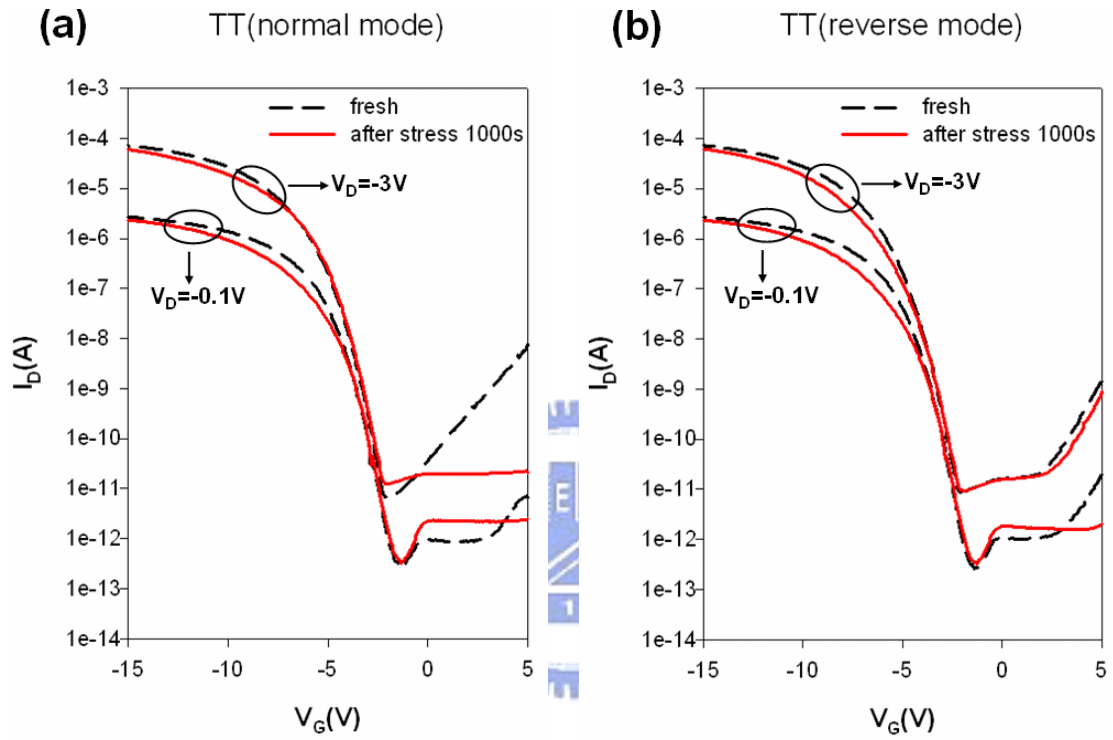 (a)
TT(normal mode)
fresh
after stress 1000s
V_D=-3V
V_D=-0.1V
1e-3
1e-4
1e-5
1e-6
1e-7
1e-8
1e-9
1e-10
1e-11
1e-12
1e-13
1e-14
I_D(A)
-15
-10
-5
0
5
V_G(V)
(b)
TT(reverse mode)
fresh
after stress 1000s
V_D=-3V
V_D=-0.1V
1e-3
1e-4
1e-5
1e-6
1e-7
1e-8
1e-9
1e-10
1e-11
1e-12
1e-13
1e-14
I_D(A)
-15
-10
-5
0
5
V_G(V)
E
1